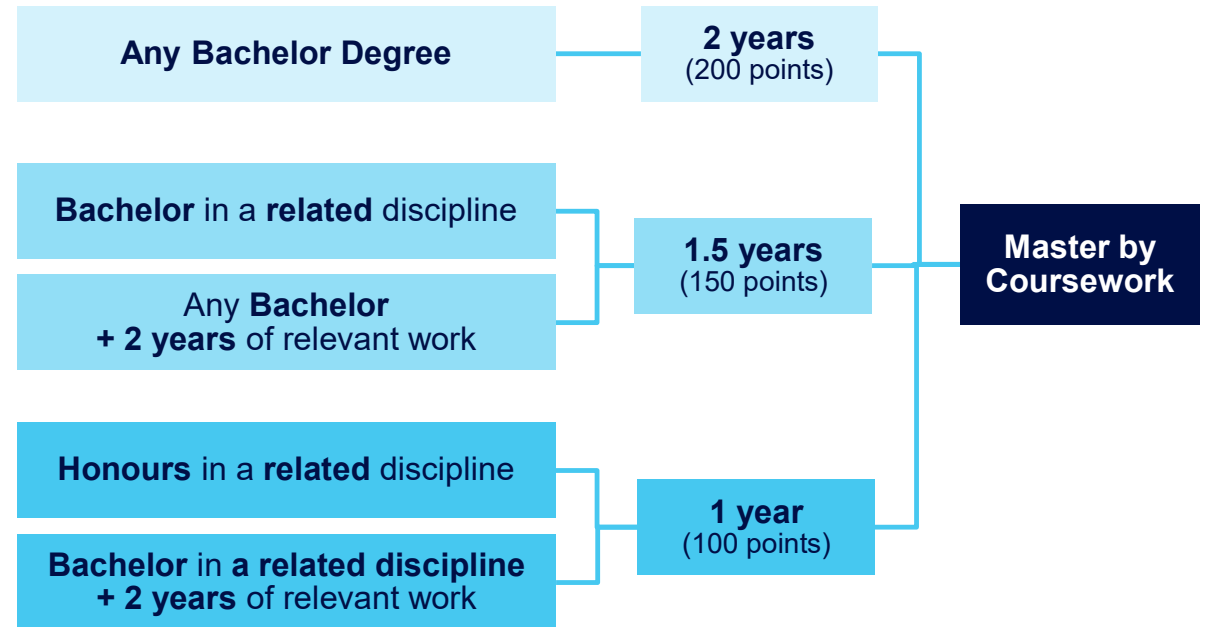 Any Bachelor Degree
2 years
(200 points)
Bachelor in a related discipline
Any Bachelor
+ 2 years of relevant work
1.5 years
(150 points)
Honours in a related discipline
Bachelor in a related discipline
+ 2 years of relevant work
1 year
(100 points)
Master by
Coursework